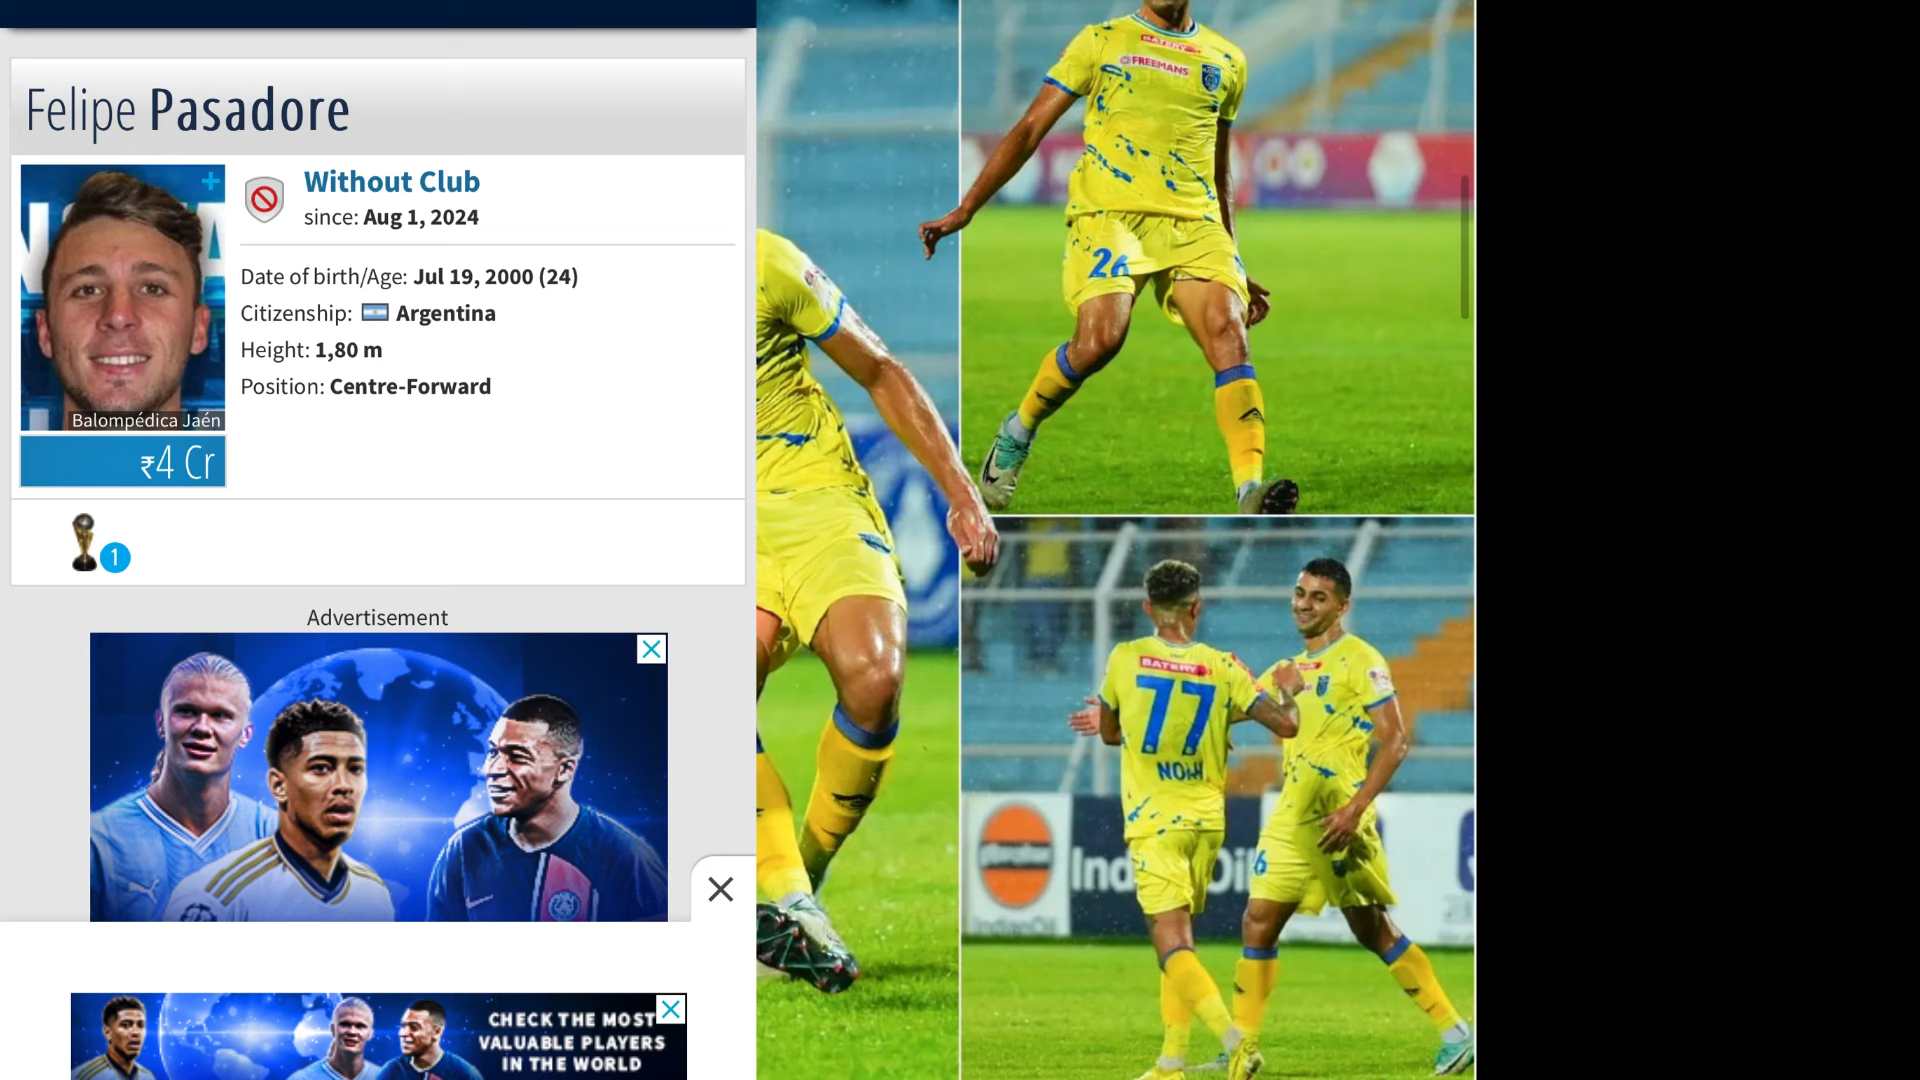 Felipe Pasadore
Without Club
since: Aug 1, 2024
Date of birth/Age: Jul 19, 2000 (24)
Citizenship: Argentina
Height: 1,80 m
Position: Centre-Forward
Balompédica Jaén
₹4 Cr
1
Advertisement
CHECK THE MOST
VALUABLE PLAYERS
IN THE WORLD
BATERY
FREEMANS
26
BATERY
77
NOAH
IndianOil